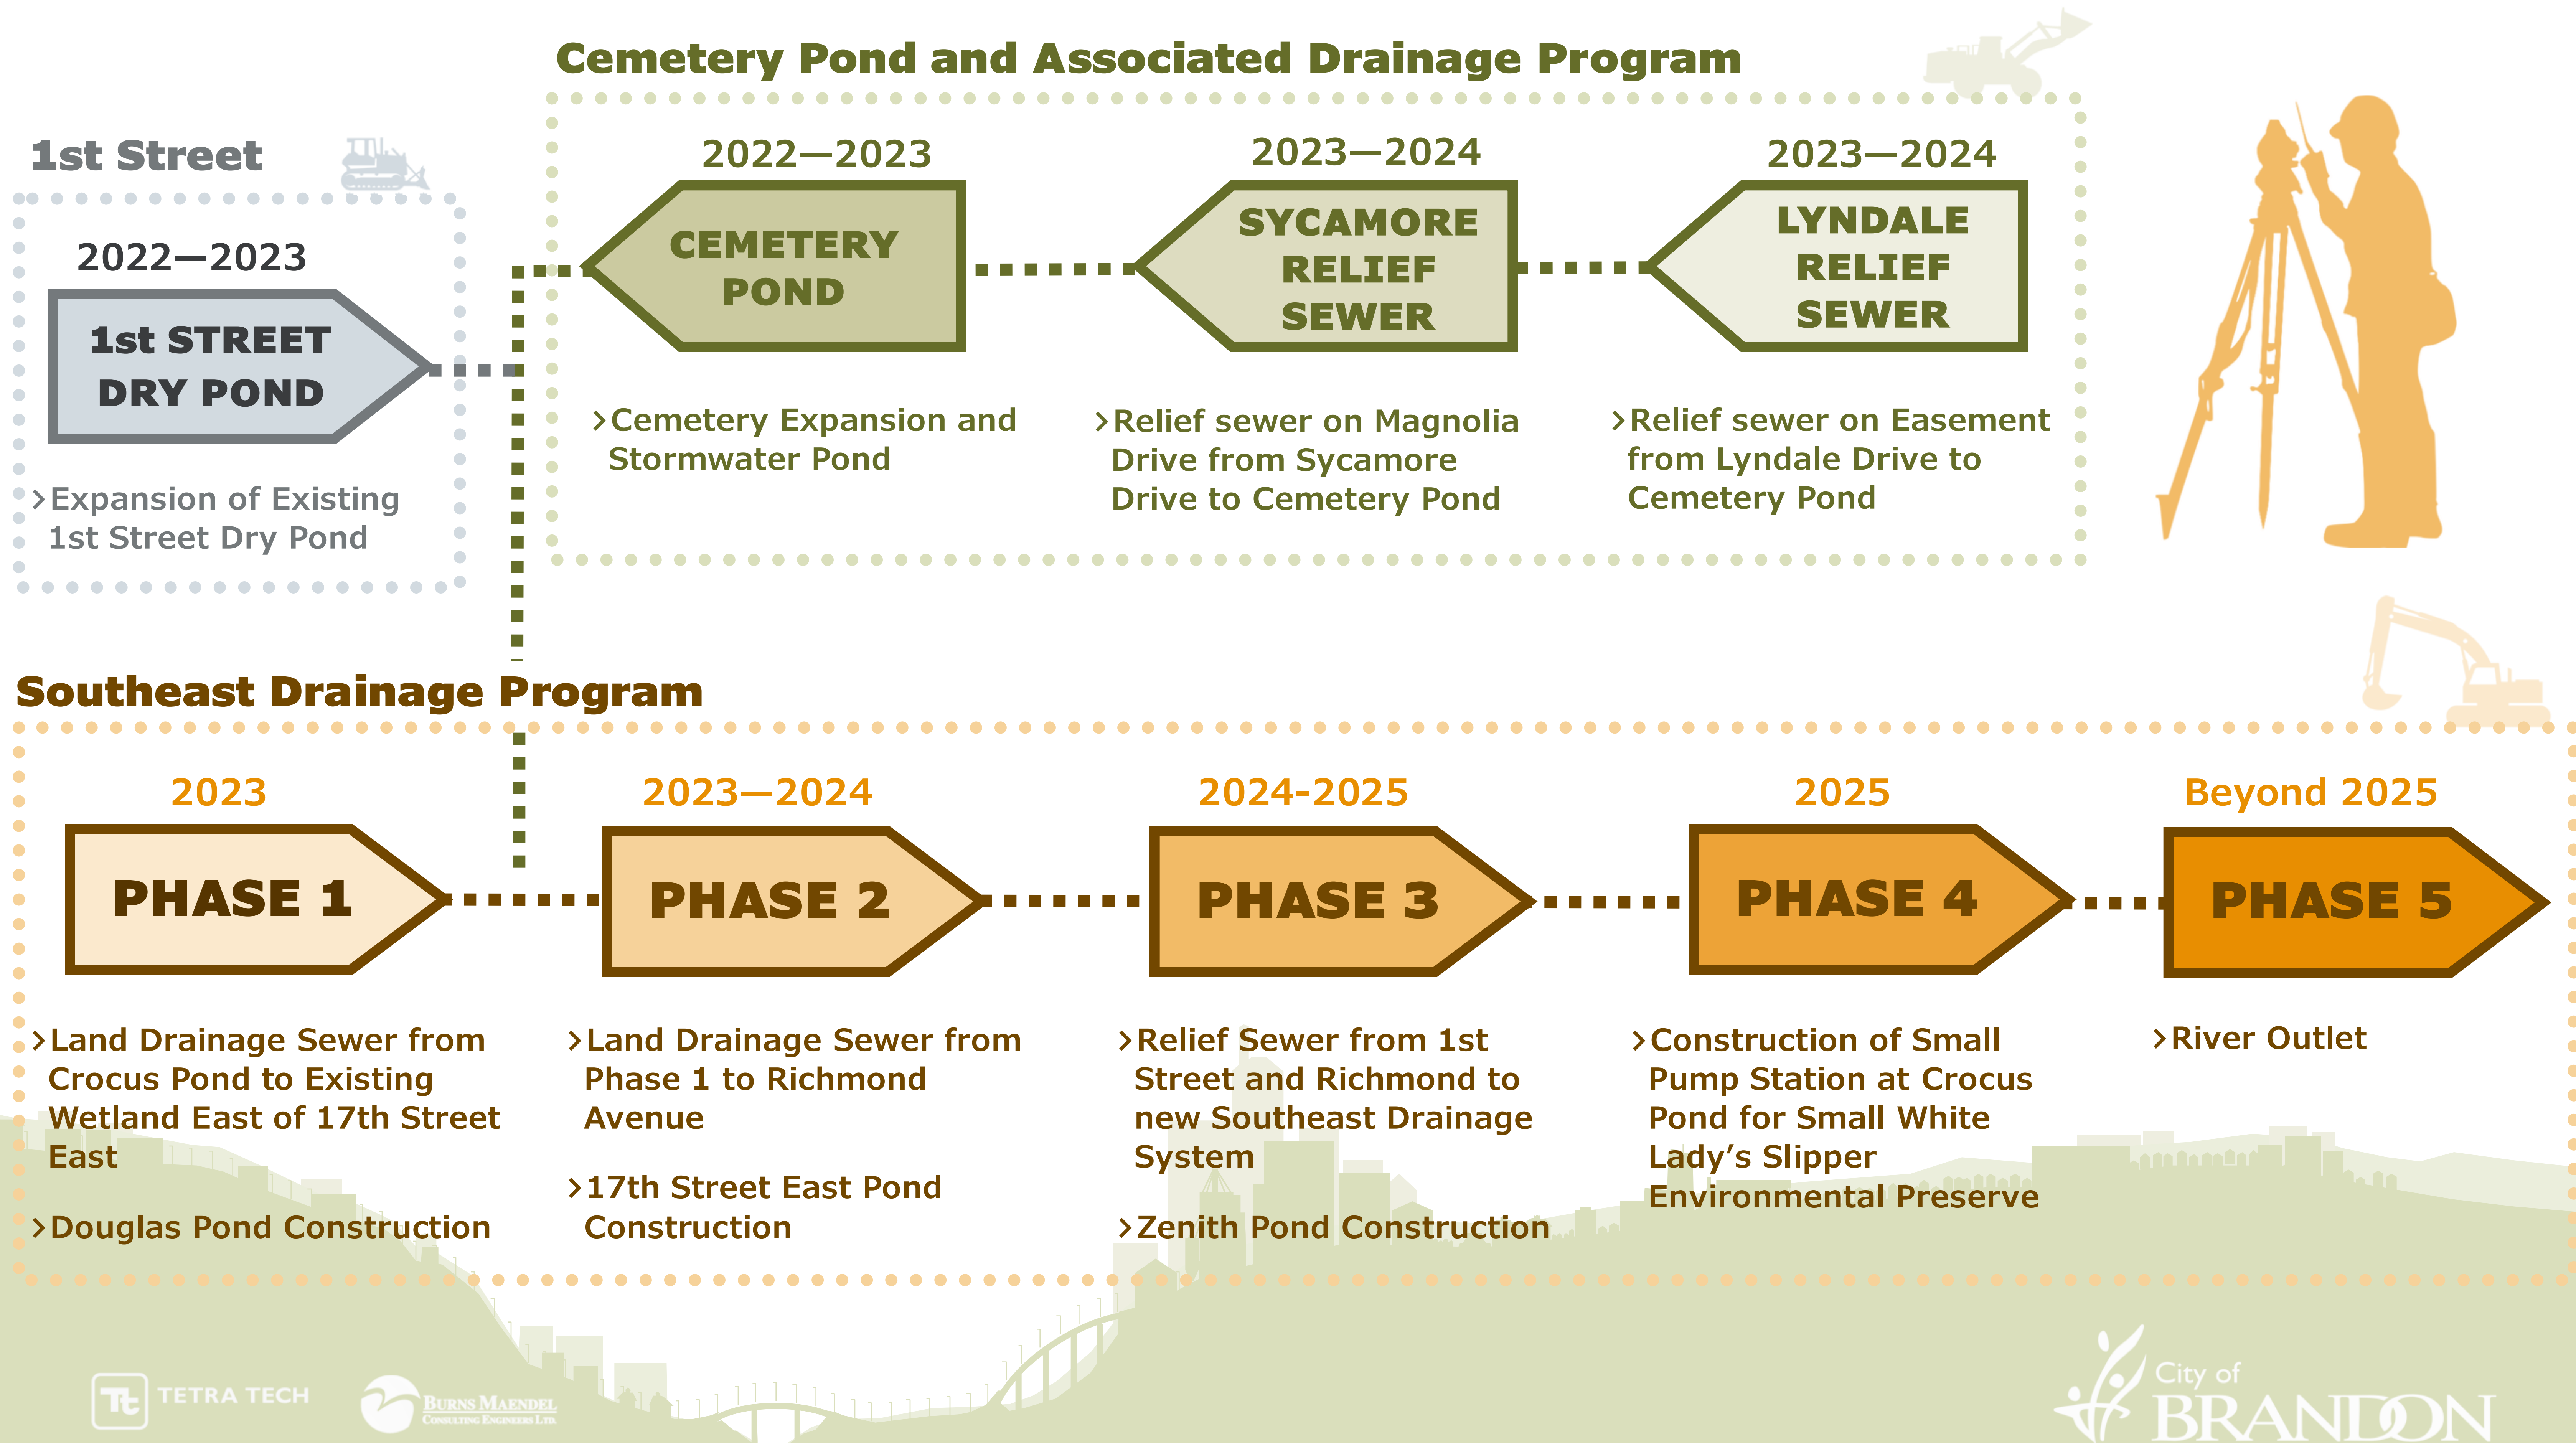 Cemetery Pond and Associated Drainage Program
1st Street
2022—2023
1st STREET
DRY POND
>Expansion of Existing
1st Street Dry Pond
2022—2023
CEMETERY
POND
>Cemetery Expansion and
Stormwater Pond
2023—2024
SYCAMORE
RELIEF
SEWER
>Relief sewer on Magnolia
Drive from Sycamore
Drive to Cemetery Pond
2023—2024
LYNDALE
RELIEF
SEWER
>Relief sewer on Easement
from Lyndale Drive to
Cemetery Pond
Southeast Drainage Program
2023
PHASE 1
>Land Drainage Sewer from
Crocus Pond to Existing
Wetland East of 17th Street
East
>Douglas Pond Construction
2023—2024
PHASE 2
>Land Drainage Sewer from
Phase 1 to Richmond
Avenue
>17th Street East Pond
Construction
2024-2025
PHASE 3
>Relief Sewer from 1st
Street and Richmond to
new Southeast Drainage
System
>Zenith Pond Construction
2025
PHASE 4
>Construction of Small
Pump Station at Crocus
Pond for Small White
Lady’s Slipper
Environmental Preserve
Beyond 2025
PHASE 5
>River Outlet
Tt TETRA TECH
BURNS MAENDEL
CONSULTING ENGINEERS LTD.
City of
BRANDON